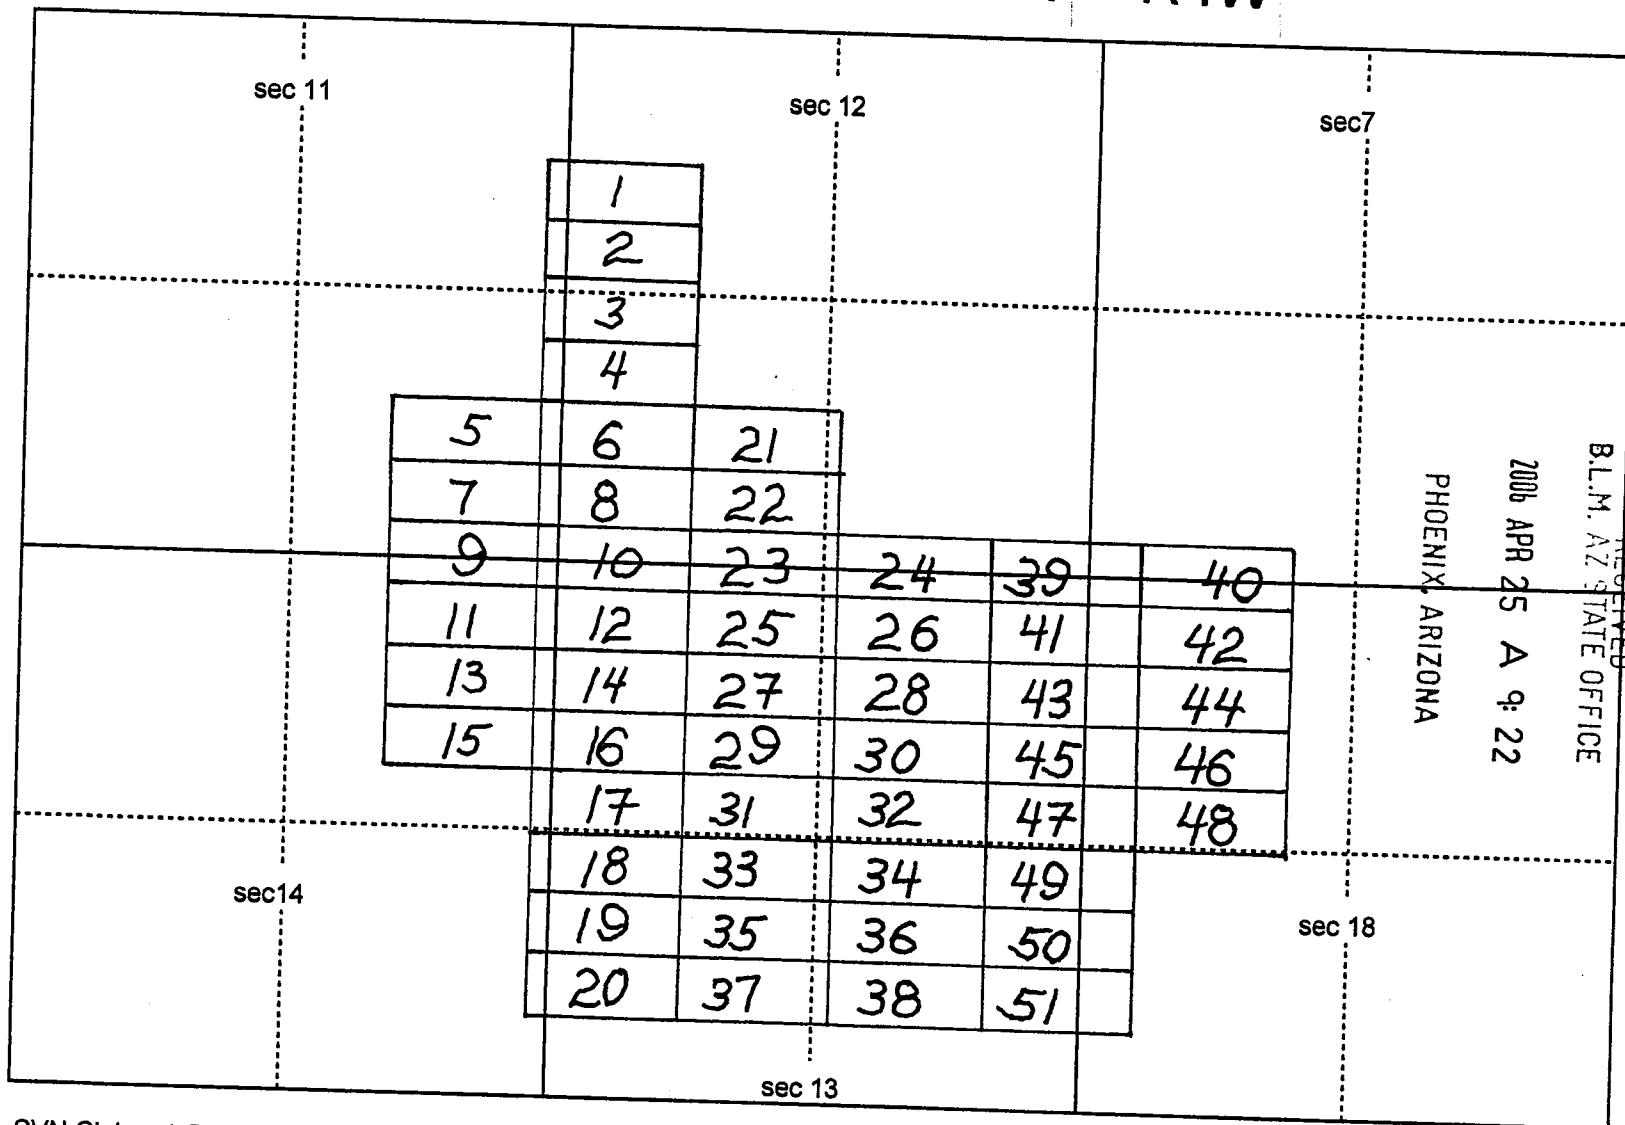 sec 11
sec 12
sec7
1
2
3
4
5 6 21
7 8 22
9 10 23 24 39 40
11 12 25 26 41 42
13 14 27 28 43 44
15 16 29 30 45 46
17 31 32 47 48
18 33 34 49
19 35 36 50
20 37 38 51
sec14
sec 18
sec 13
B.L.M. AZ STATE OFFICE
2006 APR 25 A 9:22
PHOENIX, ARIZONA